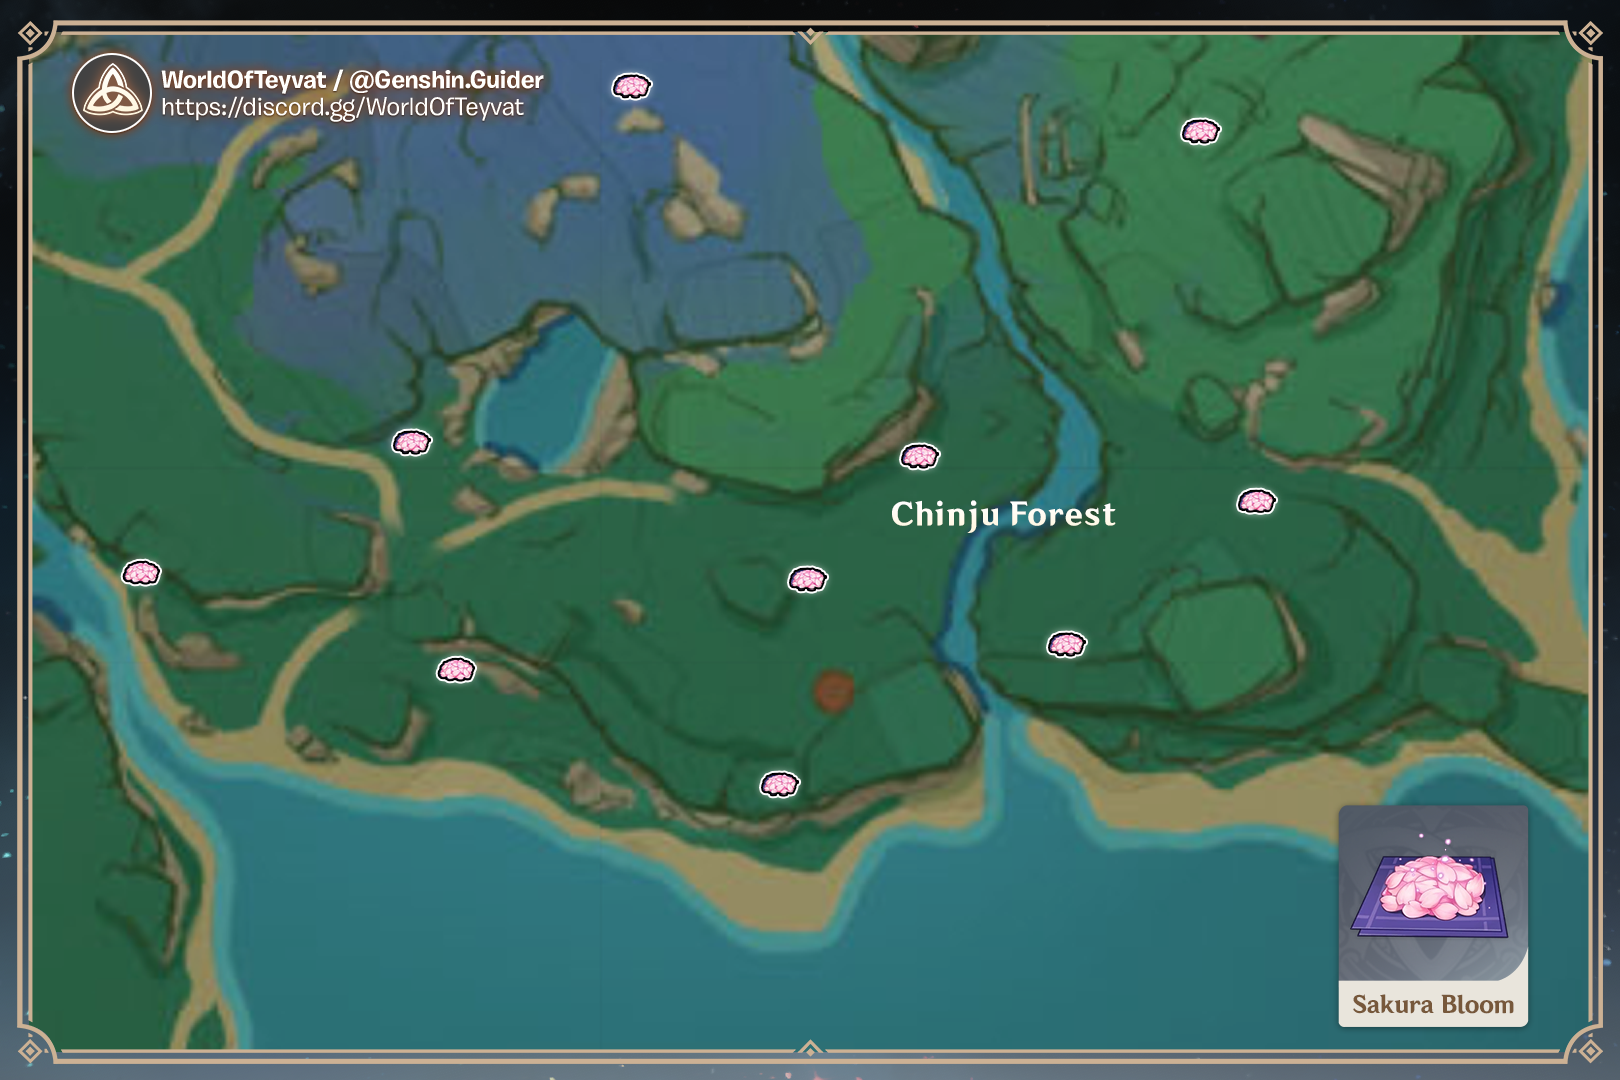 WorldOfTeyvat / @Genshin.Guider
https://discord.gg/WorldOfTeyvat
Chinju Forest
Sakura Bloom